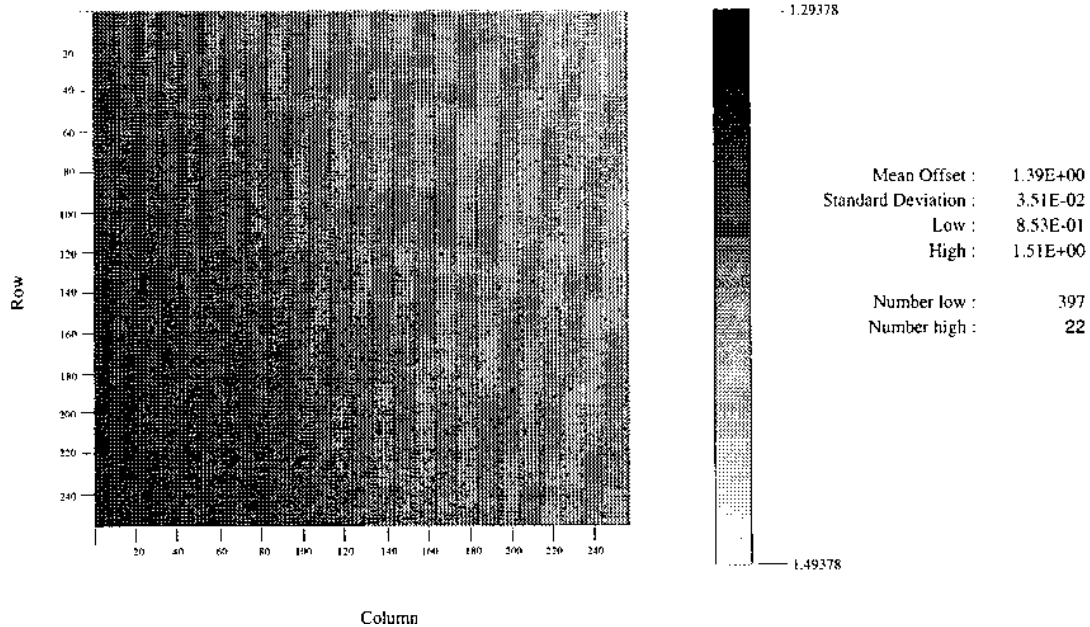 - 1.29378
20
40
60
80
100
120
140
160
180
200
220
240
Row
20 40 60 80 100 120 140 160 180 200 220 240
Column
1.49378
Mean Offset : 1.39E+00
Standard Deviation : 3.51E-02
Low : 8.53E-01
High : 1.51E+00
Number low : 397
Number high : 22